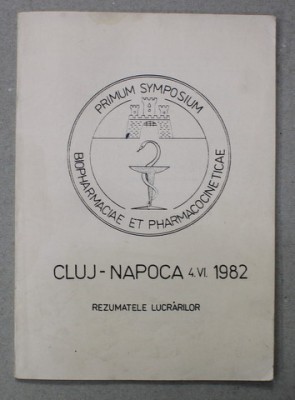 PRIMUM SYMPOSIUM
BIOPHARMACIAE ET PHARMACOCINETICAE
CLUJ-NAPOCA 4.VI. 1982
REZUMATELE LUCRĂRILOR